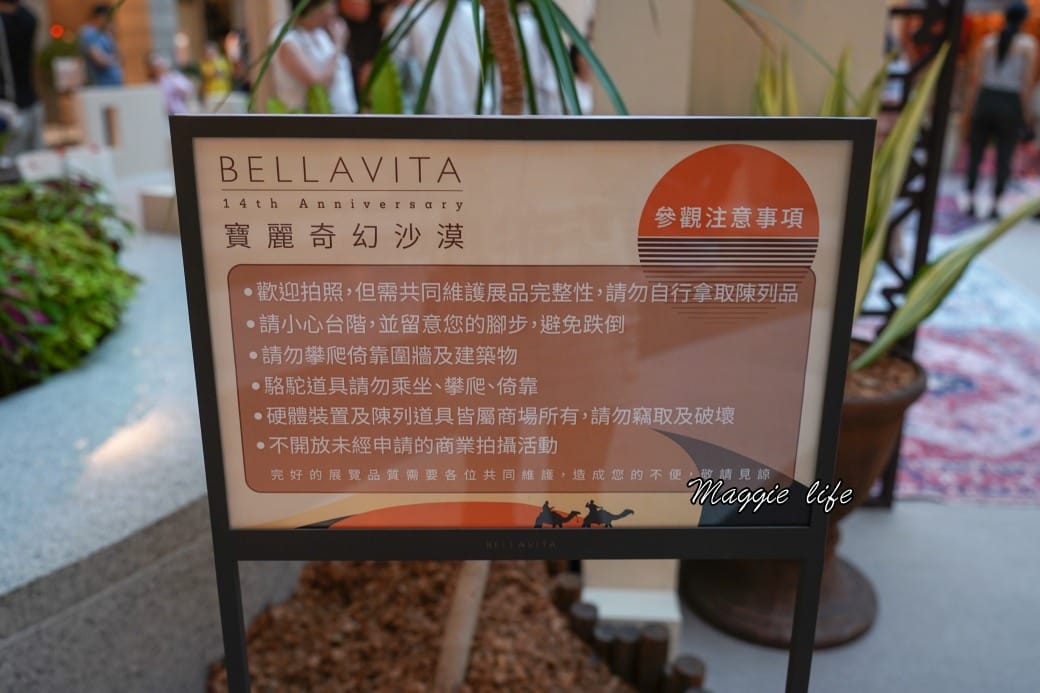 BELLAVITA
14th Anniversary
寶麗奇幻沙漠
參觀注意事項
•歡迎拍照,但需共同維護展品完整性,請勿自行拿取陳列品
•請小心台階,並留意您的腳步,避免跌倒
•請勿攀爬倚靠圍牆及建築物
•駱駝道具請勿乘坐、攀爬、倚靠
•硬體裝置及陳列道具皆屬商場所有,請勿竊取及破壞
•不開放未經申請的商業拍攝活動
完好的展覽品質需要各位共同維護,造成您的不便,敬請見諒
Maggie life
BELLAVITA